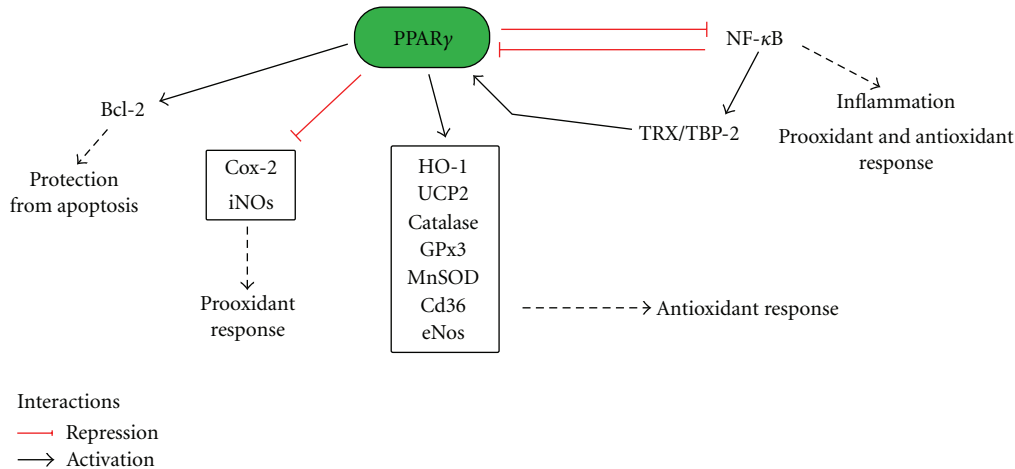 PPARγ
NF-κB
Bcl-2
Inflammation
Prooxidant and antioxidant
response
TRX/TBP-2
Protection
from apoptosis
Cox-2
iNOs
HO-1
UCP2
Catalase
GPx3
MnSOD
Cd36
eNos
Prooxidant
response
Antioxidant response
Interactions
Repression
Activation